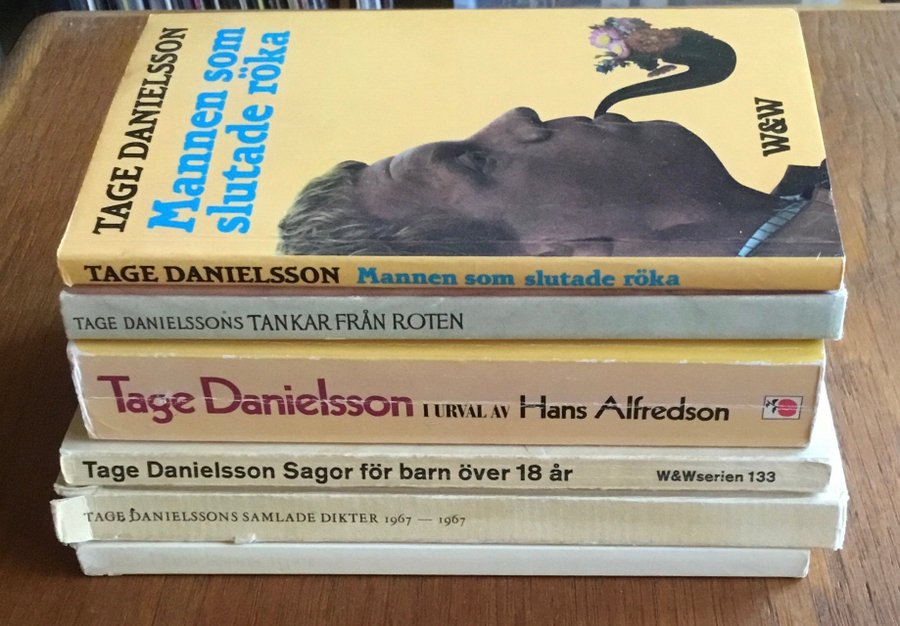 TAGE DANIELSSON
Mannen som
slutade röka
W&W
TAGE DANIELSSON Mannen som slutade röka
TAGE DANIELSSONS TANKAR FRÅN ROTEN
Tage Danielsson I URVAL AV Hans Alfredson
Tage Danielsson Sagor för barn över 18 år W&Wserien 133
TAGE DANIELSSONS SAMLADE DIKTER 1967 — 1967